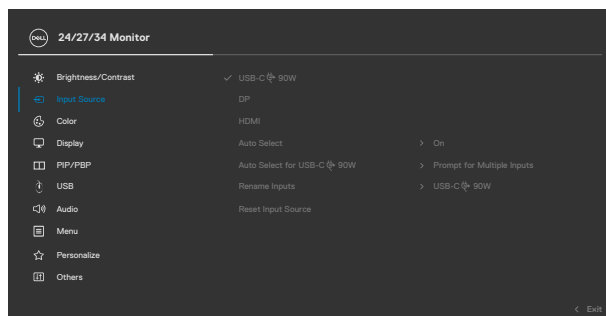 DELL 24/27/34 Monitor
Brightness/Contrast USB-C 90W
Input Source DP
Color HDMI
Display Auto Select On
PIP/PBP Auto Select for USB-C 90W Prompt for Multiple Inputs
USB Rename Inputs USB-C 90W
Audio Reset Input Source
Menu
Personalize
Others
Exit